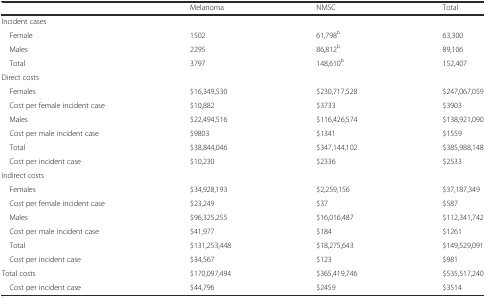 Melanoma NMSC Total
Incident cases
Female 1502 61,798b 63,300
Males 2295 86,812b 89,106
Total 3797 148,610b 152,407
Direct costs
Females $16,349,530 $230,717,528 $247,067,059
Cost per female incident case $10,882 $3733 $3903
Males $22,494,516 $116,426,574 $138,921,090
Cost per male incident case $9803 $1341 $1559
Total $38,844,046 $347,144,102 $385,988,148
Cost per incident case $10,230 $2336 $2533
Indirect costs
Females $34,928,193 $2,259,156 $37,187,349
Cost per female incident case $23,249 $37 $587
Males $96,325,255 $16,016,487 $112,341,742
Cost per male incident case $41,977 $184 $1261
Total $131,253,448 $18,275,643 $149,529,091
Cost per incident case $34,567 $123 $981
Total costs $170,097,494 $365,419,746 $535,517,240
Cost per incident case $44,796 $2459 $3514